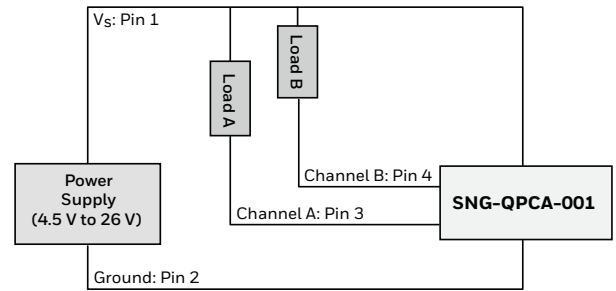 Vs: Pin 1
Load A
Load B
Channel B: Pin 4
Power
Supply
(4.5 V to 26 V)
SNG-QPCA-001
Channel A: Pin 3
Ground: Pin 2